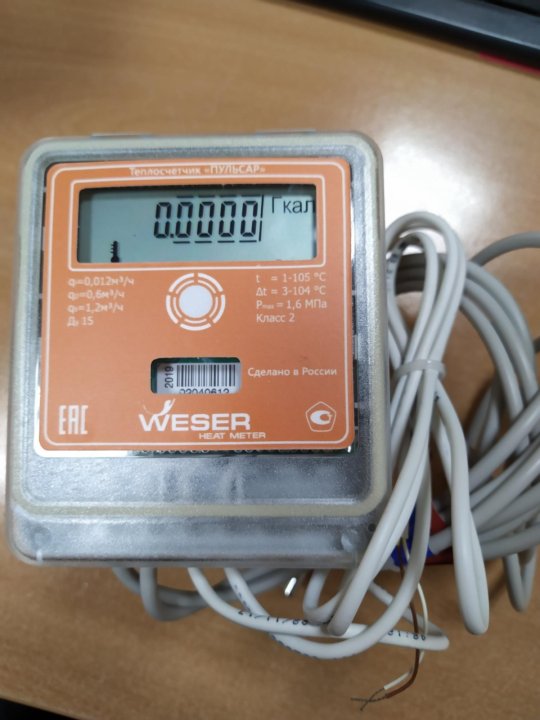 Теплосчетчик «ПУЛЬСАР»
0.0000 Гкал
qᵢ=0,012м³/ч
qₚ=0,6м³/ч
qₛ=1,2м³/ч
Ду 15
t = 1-105 °C
Δt = 3-104 °C
Pmax = 1,6 МПа
Класс 2
2019
Сделано в России
EAC
WESER
HEAT METER